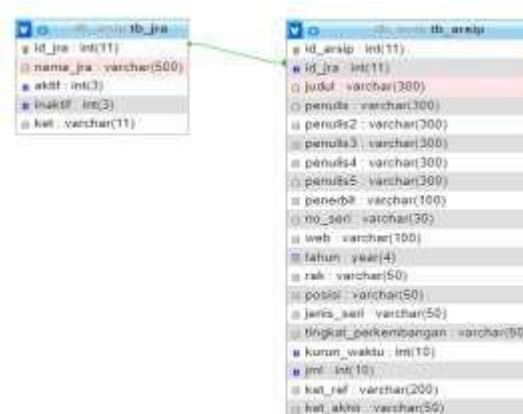 tb_jra
id_jra : int(11)
nama_jra : varchar(500)
aktif : int(3)
inaktif : int(3)
ket : varchar(11)
tb_arsip
id_arsip : int(11)
id_jra : int(11)
judul : varchar(300)
penulis : varchar(300)
penulis2 : varchar(300)
penulis3 : varchar(300)
penulis4 : varchar(300)
penulis5 : varchar(300)
penerbit : varchar(100)
no_seri : varchar(30)
web : varchar(100)
tahun : year(4)
rak : varchar(50)
posisi : varchar(50)
jenis_seri : varchar(50)
tingkat_perkembangan : varchar(50
kurun_waktu : int(10)
jml : int(10)
ket_ref : varchar(200)
ket_akhir : varchar(50)